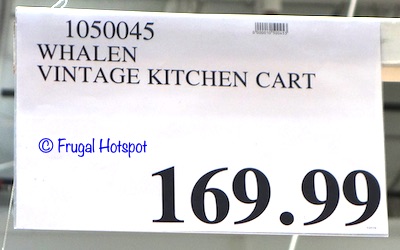 1050045
WHALEN
VINTAGE KITCHEN CART
© Frugal Hotspot
169.99